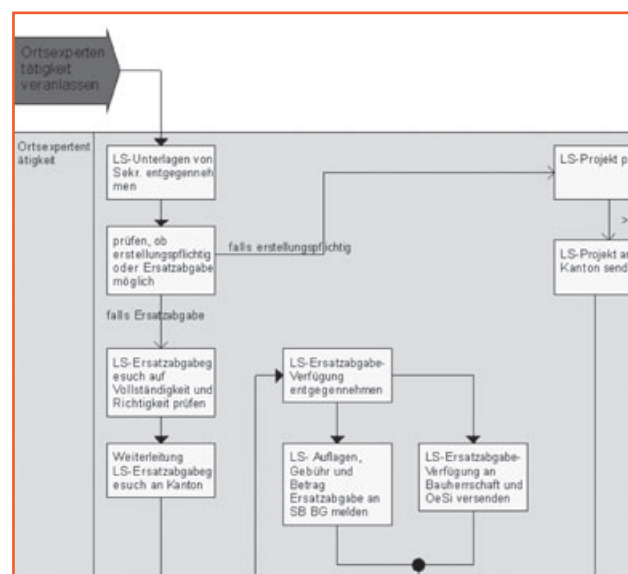 Ortsexperten
tätigkeit
veranlassen
Ortsexpertent
ätigkeit
LS-Unterlagen von
Sekr. entgegenneh
men
prüfen, ob
erstellungspflichtig
oder Ersatzabgabe
möglich
falls erstellungspflichtig
falls Ersatzabgabe
LS-Ersatzabgabeg
esuch auf
Vollständigkeit und
Richtigkeit prüfen
Weiterleitung
LS-Ersatzabgabeg
esuch an Kanton
LS-Ersatzabgabe-
Verfügung
entgegennehmen
LS- Auflagen,
Gebühr und
Betrag
Ersatzabgabe an
SB BG melden
LS-Ersatzabgabe-
Verfügung an
Bauherrschaft und
OeSi versenden
LS-Projekt p
>
LS-Projekt an
Kanton send